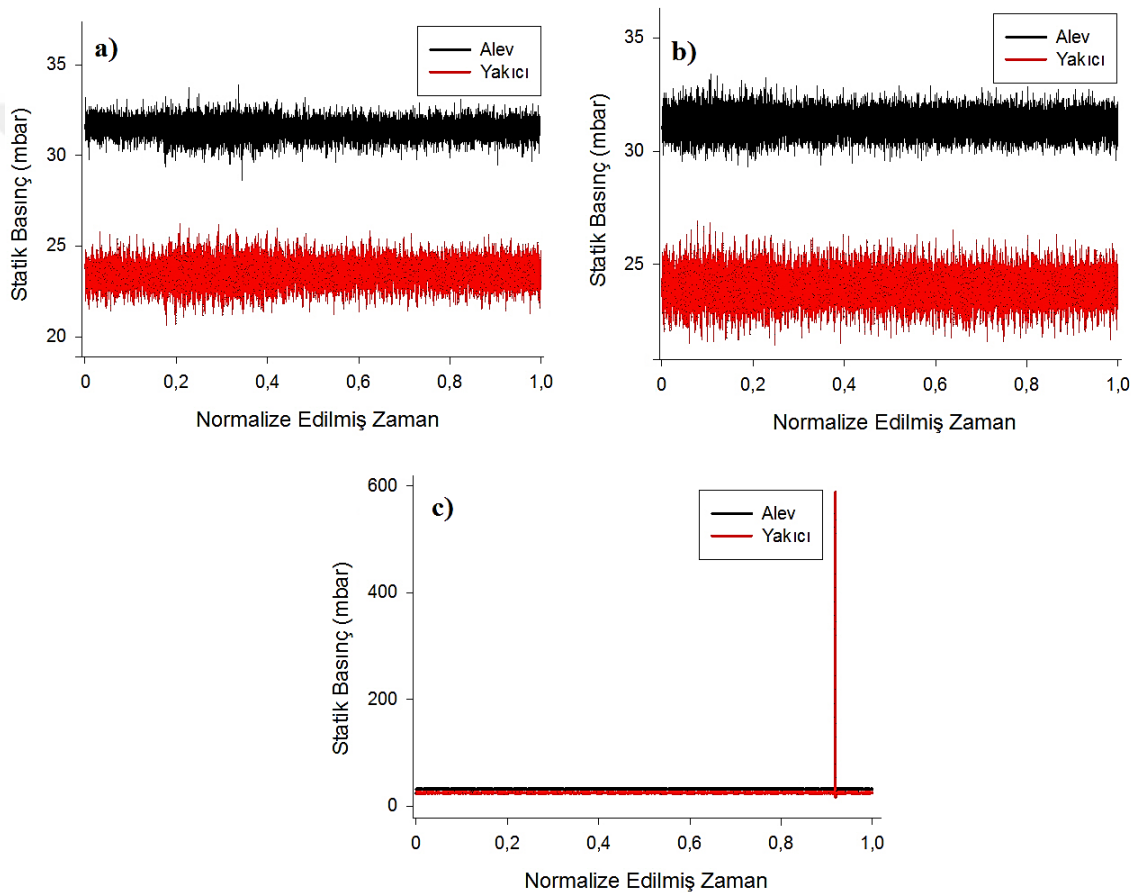 a)
Alev
Yakıcı
35
30
25
20
Statik Basınç (mbar)
0 0,2 0,4 0,6 0,8 1,0
Normalize Edilmiş Zaman
b)
Alev
Yakıcı
35
30
25
Statik Basınç (mbar)
0 0,2 0,4 0,6 0,8 1,0
Normalize Edilmiş Zaman
c)
Alev
Yakıcı
600
400
200
0
Statik Basınç (mbar)
0 0,2 0,4 0,6 0,8 1,0
Normalize Edilmiş Zaman